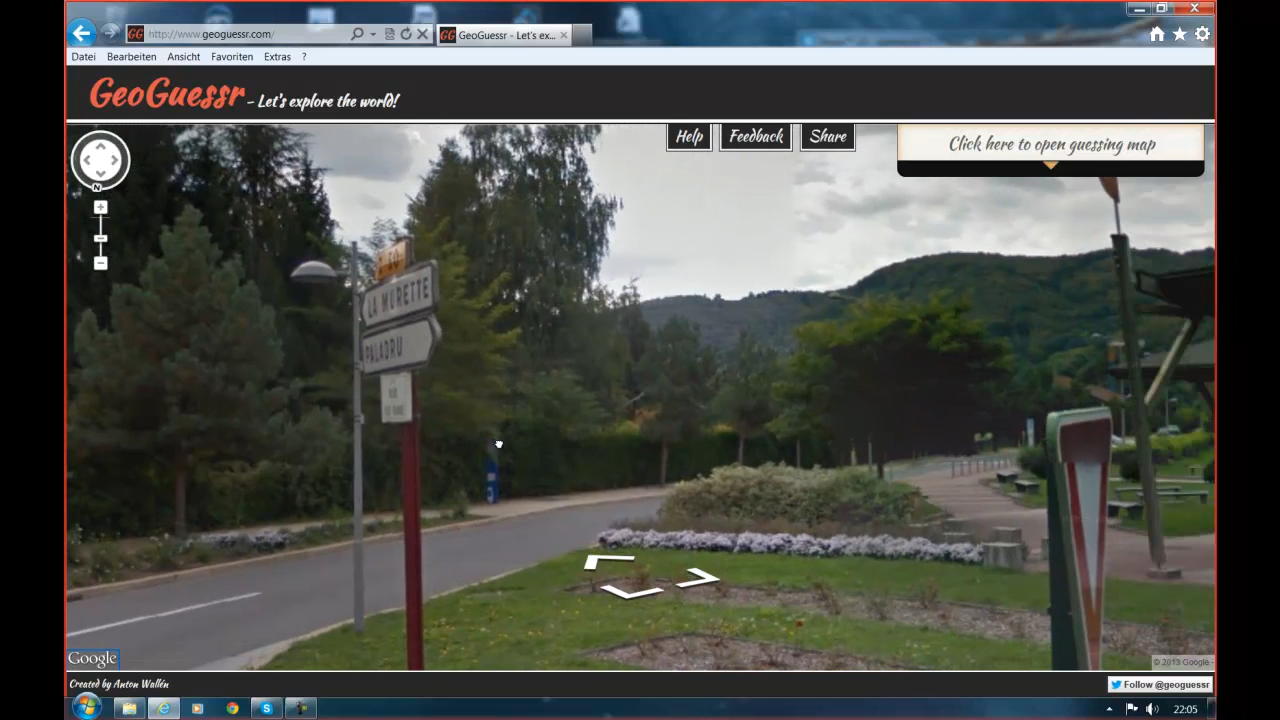 http://www.geoguessr.com/
GG
GeoGuessr - Let's ex...
Datei Bearbeiten Ansicht Favoriten Extras ?
GeoGuessr - Let's explore the world!
Help Feedback Share
Click here to open guessing map
N
LA MURETTE
PALADRU
Google
© 2013 Google -
Created by Anton Wallén
Follow @geoguessr
22:05